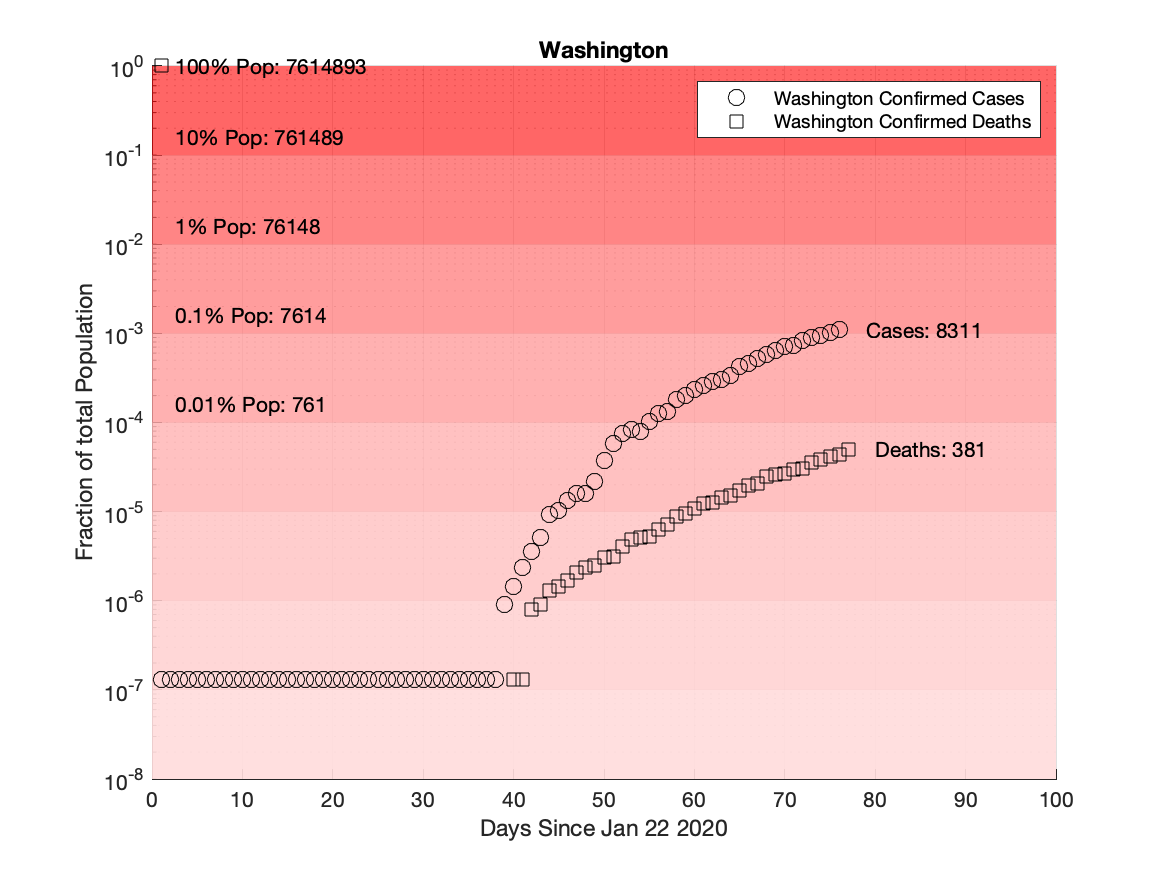 Washington
10^0
100% Pop: 7614893
Washington Confirmed Cases
Washington Confirmed Deaths
10% Pop: 761489
10^-1
1% Pop: 76148
10^-2
0.1% Pop: 7614
10^-3
Cases: 8311
0.01% Pop: 761
10^-4
Deaths: 381
10^-5
10^-6
10^-7
10^-8
Fraction of total Population
0 10 20 30 40 50 60 70 80 90 100
Days Since Jan 22 2020